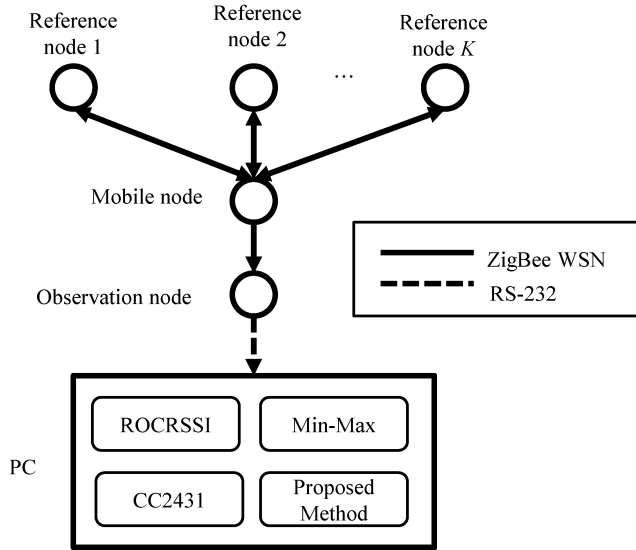 Reference
node 1
Reference
node 2
...
Reference
node K
Mobile node
Observation node
ZigBee WSN
RS-232
PC
ROCRSSI
Min-Max
CC2431
Proposed
Method